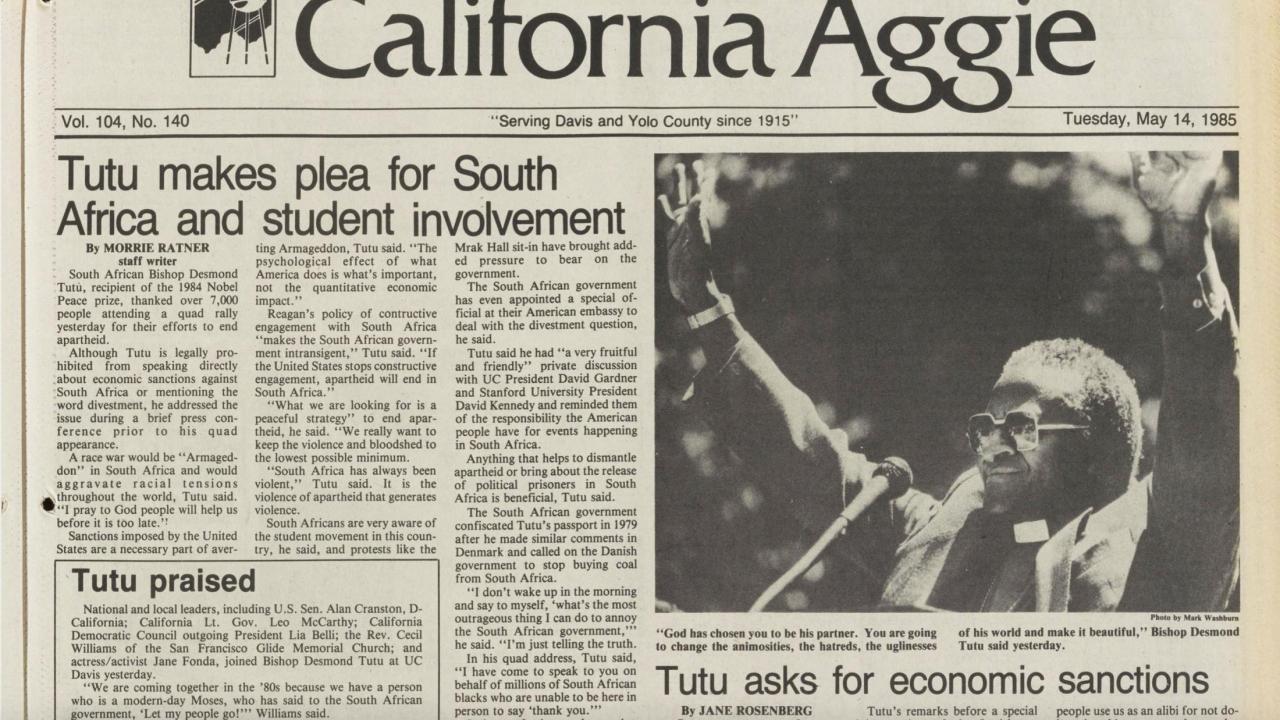 California Aggie
Vol. 104, No. 140
"Serving Davis and Yolo County since 1915"
Tuesday, May 14, 1985
Tutu makes plea for South
Africa and student involvement
By MORRIE RATNER
staff writer
South African Bishop Desmond
Tutu, recipient of the 1984 Nobel
Peace prize, thanked over 7,000
people attending a quad rally
yesterday for their efforts to end
apartheid.
Although Tutu is legally pro-
hibited from speaking directly
about economic sanctions against
South Africa or mentioning the
word divestment, he addressed the
issue during a brief press con-
ference prior to his quad
appearance.
A race war would be "Armaged-
don" in South Africa and would
aggravate racial tensions
throughout the world, Tutu said.
"I pray to God people will help us
before it is too late."
Sanctions imposed by the United
States are a necessary part of aver-
ting Armageddon, Tutu said. "The
psychological effect of what
America does is what's important,
not the quantitative economic
impact."
Reagan's policy of contructive
engagement with South Africa
"makes the South African govern-
ment intransigent," Tutu said. "If
the United States stops constructive
engagement, apartheid will end in
South Africa."
"What we are looking for is a
peaceful strategy" to end apar-
theid, he said. "We really want to
keep the violence and bloodshed to
the lowest possible minimum.
"South Africa has always been
violent," Tutu said. It is the
violence of apartheid that generates
violence.
South Africans are very aware of
the student movement in this coun-
try, he said, and protests like the
Mrak Hall sit-in have brought add-
ed pressure to bear on the
government.
The South African government
has even appointed a special of-
ficial at their American embassy to
deal with the divestment question,
he said.
Tutu said he had "a very fruitful
and friendly" private discussion
with UC President David Gardner
and Stanford University President
David Kennedy and reminded them
of the responsibility the American
people have for events happening
in South Africa.
Anything that helps to dismantle
apartheid or bring about the release
of political prisoners in South
Africa is beneficial, Tutu said.
The South African government
confiscated Tutu's passport in 1979
after he made similar comments in
Denmark and called on the Danish
government to stop buying coal
from South Africa.
"I don't wake up in the morning
and say to myself, 'what's the most
outrageous thing I can do to annoy
the South African government,'"
he said. "I'm just telling the truth.
In his quad address, Tutu said,
"I have come to speak to you on
behalf of millions of South African
blacks who are unable to be here in
person to say 'thank you.'"
Tutu praised
National and local leaders, including U.S. Sen. Alan Cranston, D-
California; California Lt. Gov. Leo McCarthy; California
Democratic Council outgoing President Lia Belli; the Rev. Cecil
Williams of the San Francisco Glide Memorial Church; and
actress/activist Jane Fonda, joined Bishop Desmond Tutu at UC
Davis yesterday.
"We are coming together in the '80s because we have a person
who is a modern-day Moses, who has said to the South African
government, 'Let my people go!'" Williams said.
Photo by Mark Washburn
"God has chosen you to be his partner. You are going
to change the animosities, the hatreds, the uglinesses
of his world and make it beautiful," Bishop Desmond
Tutu said yesterday.
Tutu asks for economic sanctions
By JANE ROSENBERG
Tutu's remarks before a special
people use us as an alibi for not do-